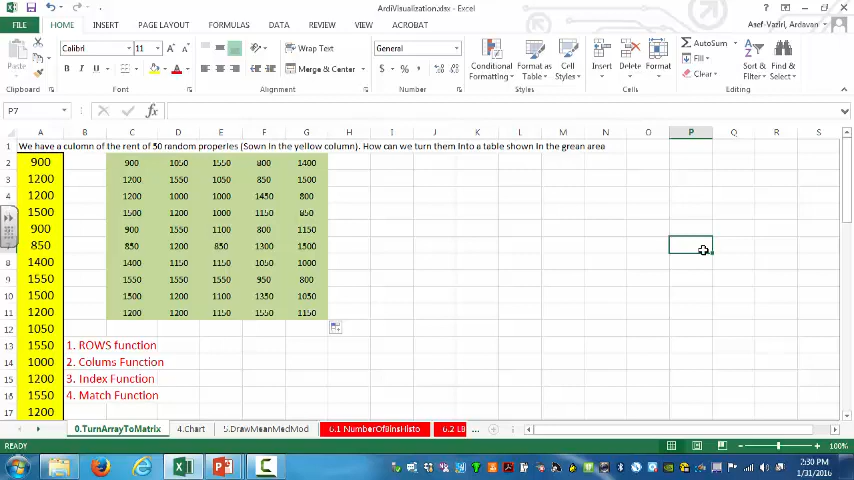 ArdiVisualization.xlsx - Excel
FILE HOME INSERT PAGE LAYOUT FORMULAS DATA REVIEW VIEW ACROBAT Asef-Vaziri, Ardavan
Calibri 11 Wrap Text General AutoSum
Paste B I U Merge & Center $ % Conditional Formatting Format as Table Cell Styles Insert Delete Format Fill Clear Sort & Filter Find & Select
Clipboard Font Alignment Number Styles Cells Editing
P7 fx
A B C D E F G H I J K L M N O P Q R S
1 We have a culomn of the rent of 50 random properies (Sown in the yellow column). How can we turn them into a table shown in the grean area
2 900 900 1050 1550 800 1400
3 1200 1200 1550 1050 850 1500
4 1200 1200 1000 1000 1450 800
5 1500 1500 1200 1000 1150 850
6 900 900 1550 1100 800 1150
7 850 850 1200 850 1300 1500
8 1400 1400 1150 1150 1050 1000
9 1550 1550 1550 1550 950 800
10 1500 1500 1200 1100 1350 1050
11 1200 1200 1200 1150 1550 1150
12 1050
13 1550 1. ROWS function
14 1000 2. Colums Function
15 1200 3. Index Function
16 1550 4. Match Function
17 1200
0.TurnArrayToMatrix 4.Chart 5.DrawMeanMedMod 6.1 NumberOfBinsHisto 6.2 LB ...
READY 100%
2:30 PM
1/31/2016